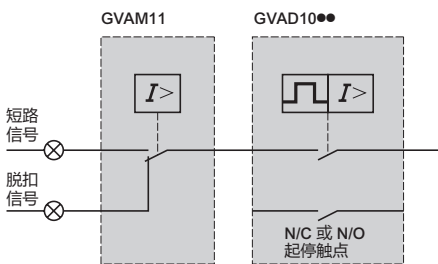 GVAM11
GVAD10●●
I>
I>
短路
信号
脱扣
信号
N/C 或 N/O
起停触点